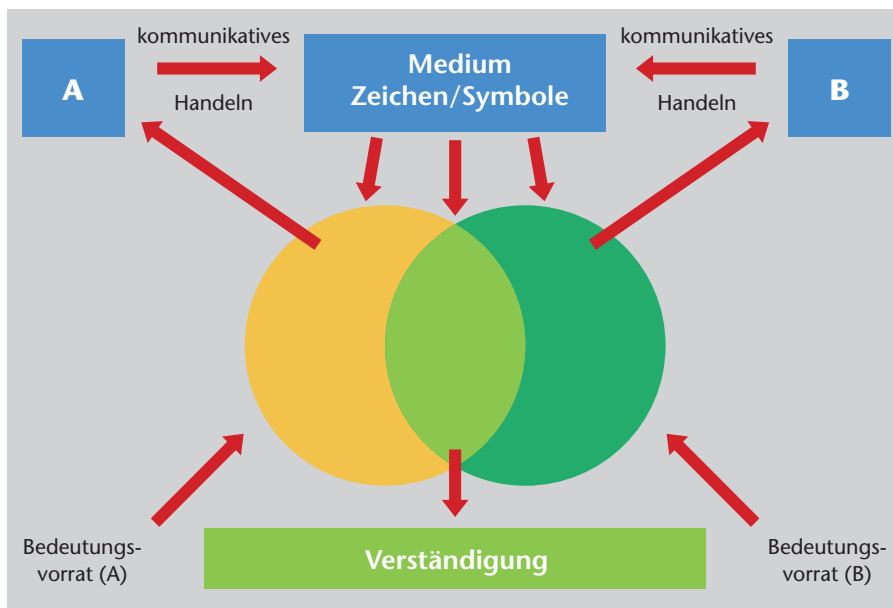 kommunikatives
A
Handeln
Medium
Zeichen/Symbole
kommunikatives
Handeln
B
Bedeutungs-
vorrat (A)
Verständigung
Bedeutungs-
vorrat (B)